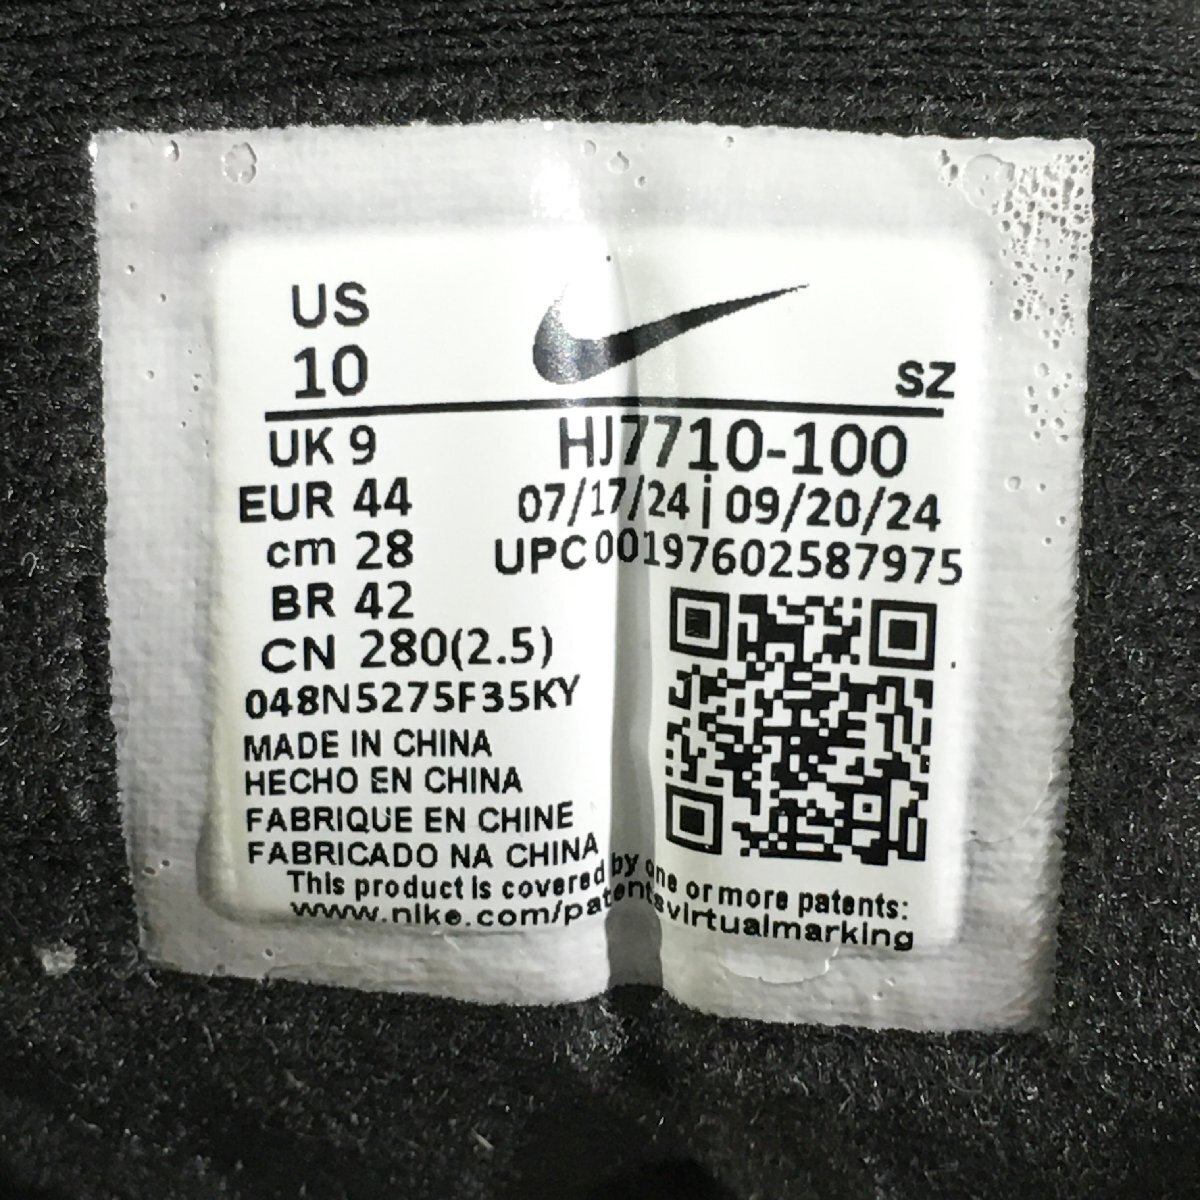 US
10
SZ
UK 9
EUR 44
cm 28
BR 42
CN 280(2.5)
048N5275F35KY
MADE IN CHINA
HECHO EN CHINA
FABRIQUE EN CHINE
FABRICADO NA CHINA
HJ7710-100
07/17/24 | 09/20/24
UPC00197602587975
This product is covered by one or more patents:
www.nike.com/patentsvirtualmarking